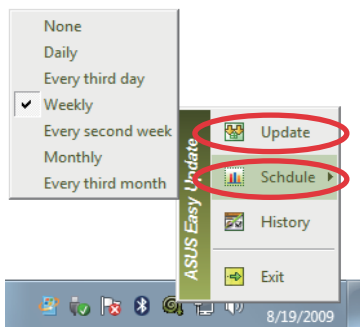 None
Daily
Every third day
Weekly
Every second week
Monthly
Every third month
ASUS Easy Update
Update
Schdule
History
Exit
8/19/2009